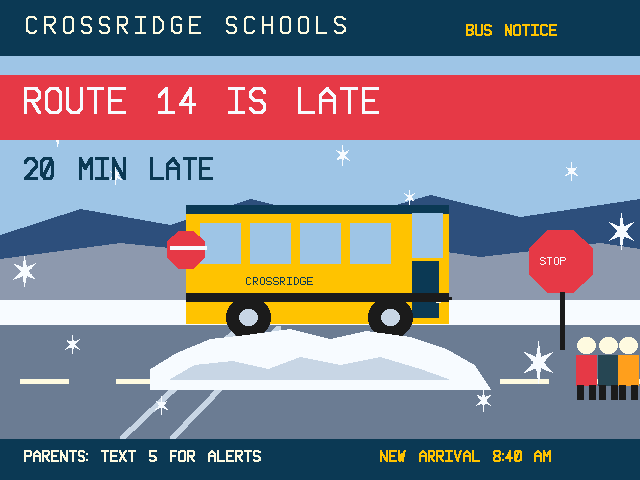 CROSSRIDGE SCHOOLS
BUS NOTICE
ROUTE 14 IS LATE
20 MIN LATE
STOP
CROSSRIDGE
PARENTS: TEXT 5 FOR ALERTS
NEW ARRIVAL 8:40 AM